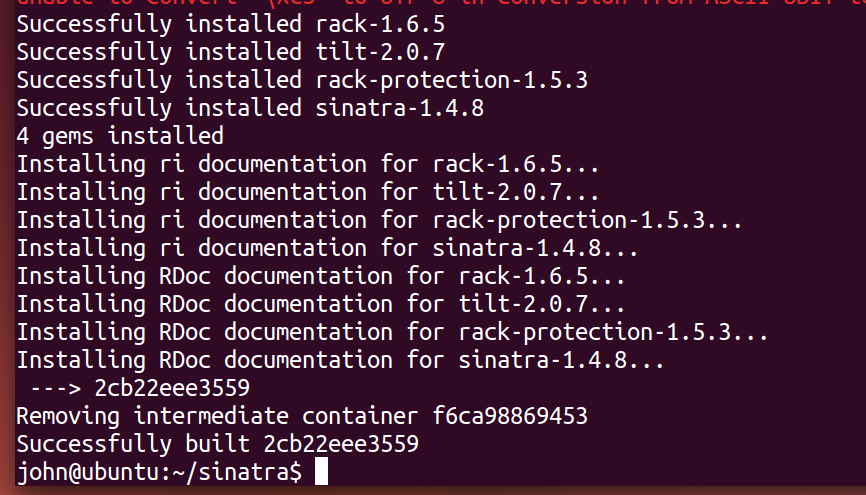 Successfully installed rack-1.6.5
Successfully installed tilt-2.0.7
Successfully installed rack-protection-1.5.3
Successfully installed sinatra-1.4.8
4 gems installed
Installing ri documentation for rack-1.6.5...
Installing ri documentation for tilt-2.0.7...
Installing ri documentation for rack-protection-1.5.3...
Installing ri documentation for sinatra-1.4.8...
Installing RDoc documentation for rack-1.6.5...
Installing RDoc documentation for tilt-2.0.7...
Installing RDoc documentation for rack-protection-1.5.3...
Installing RDoc documentation for sinatra-1.4.8...
---> 2cb22eee3559
Removing intermediate container f6ca98869453
Successfully built 2cb22eee3559
john@ubuntu:~/sinatra$